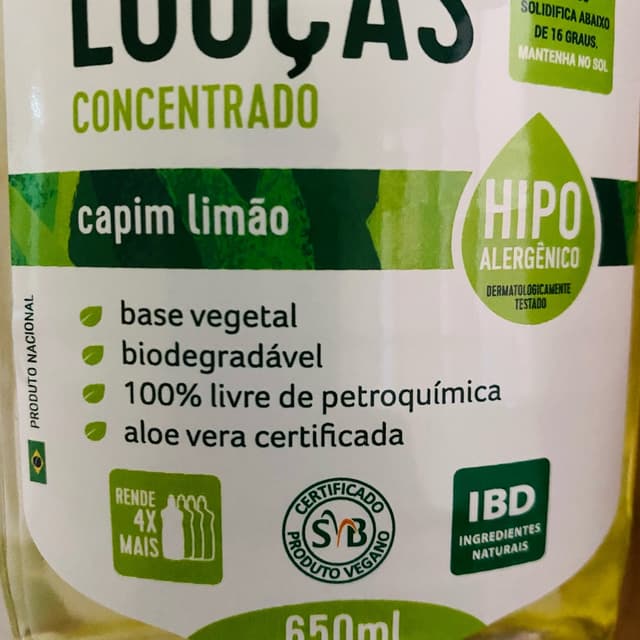 LOUÇAS
SOLIDIFICA ABAIXO
DE 16 GRAUS.
MANTENHA NO SOL
CONCENTRADO
capim limão
HIPO
ALERGÊNICO
DERMATOLOGICAMENTE
TESTADO
PRODUTO NACIONAL
base vegetal
biodegradável
100% livre de petroquímica
aloe vera certificada
RENDE
4X
MAIS
CERTIFICADO
SVB
PRODUTO VEGANO
IBD
INGREDIENTES
NATURAIS
650ml